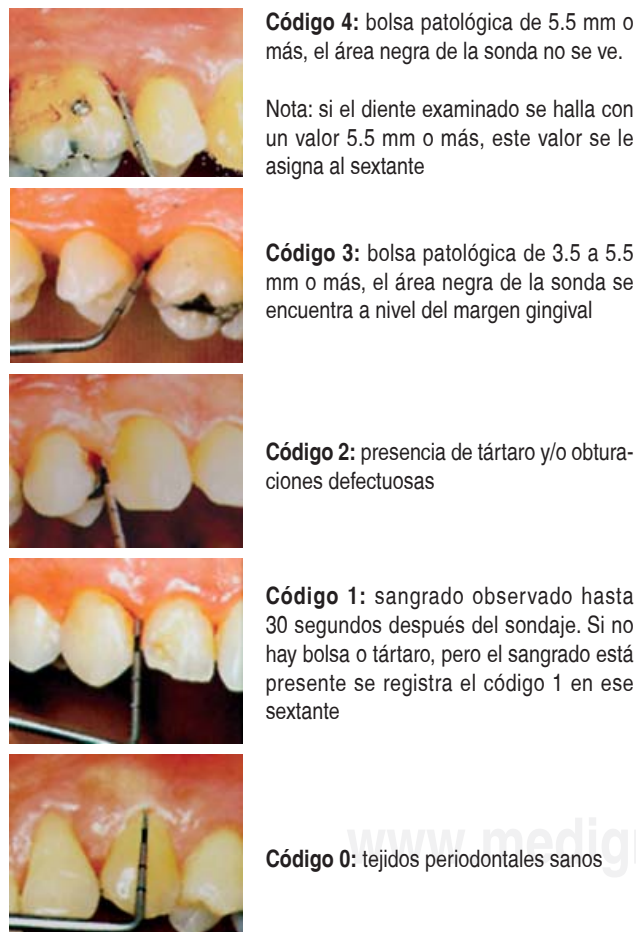 Código 4: bolsa patológica de 5.5 mm o
más, el área negra de la sonda no se ve.
Nota: si el diente examinado se halla con
un valor 5.5 mm o más, este valor se le
asigna al sextante
Código 3: bolsa patológica de 3.5 a 5.5
mm o más, el área negra de la sonda se
encuentra a nivel del margen gingival
Código 2: presencia de tártaro y/o obtura-
ciones defectuosas
Código 1: sangrado observado hasta
30 segundos después del sondaje. Si no
hay bolsa o tártaro, pero el sangrado está
presente se registra el código 1 en ese
sextante
www.medigr
Código 0: tejidos periodontales sanos